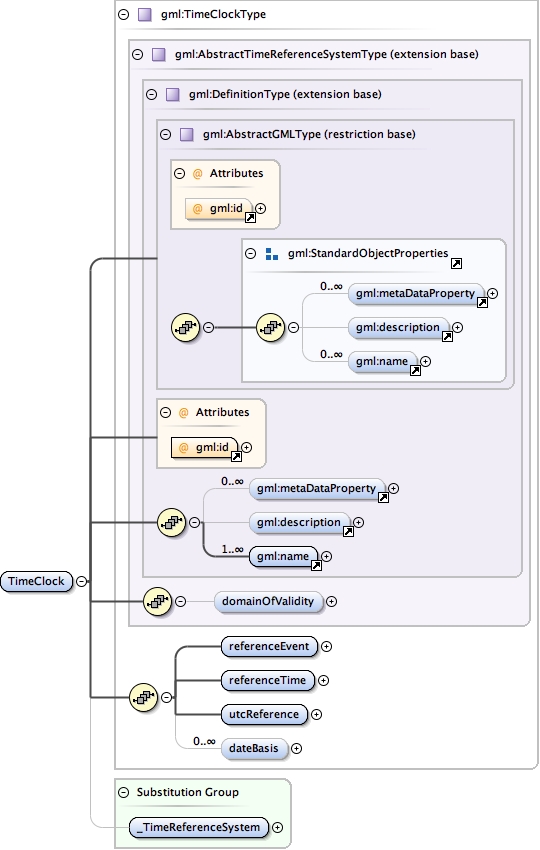 gml:TimeClockType
gml:AbstractTimeReferenceSystemType (extension base)
gml:DefinitionType (extension base)
gml:AbstractGMLType (restriction base)
@ Attributes
@ gml:id
gml:StandardObjectProperties
0..∞
gml:metaDataProperty
gml:description
0..∞
gml:name
@ Attributes
@ gml:id
0..∞
gml:metaDataProperty
gml:description
1..∞
gml:name
TimeClock
domainOfValidity
referenceEvent
referenceTime
utcReference
0..∞
dateBasis
Substitution Group
_TimeReferenceSystem